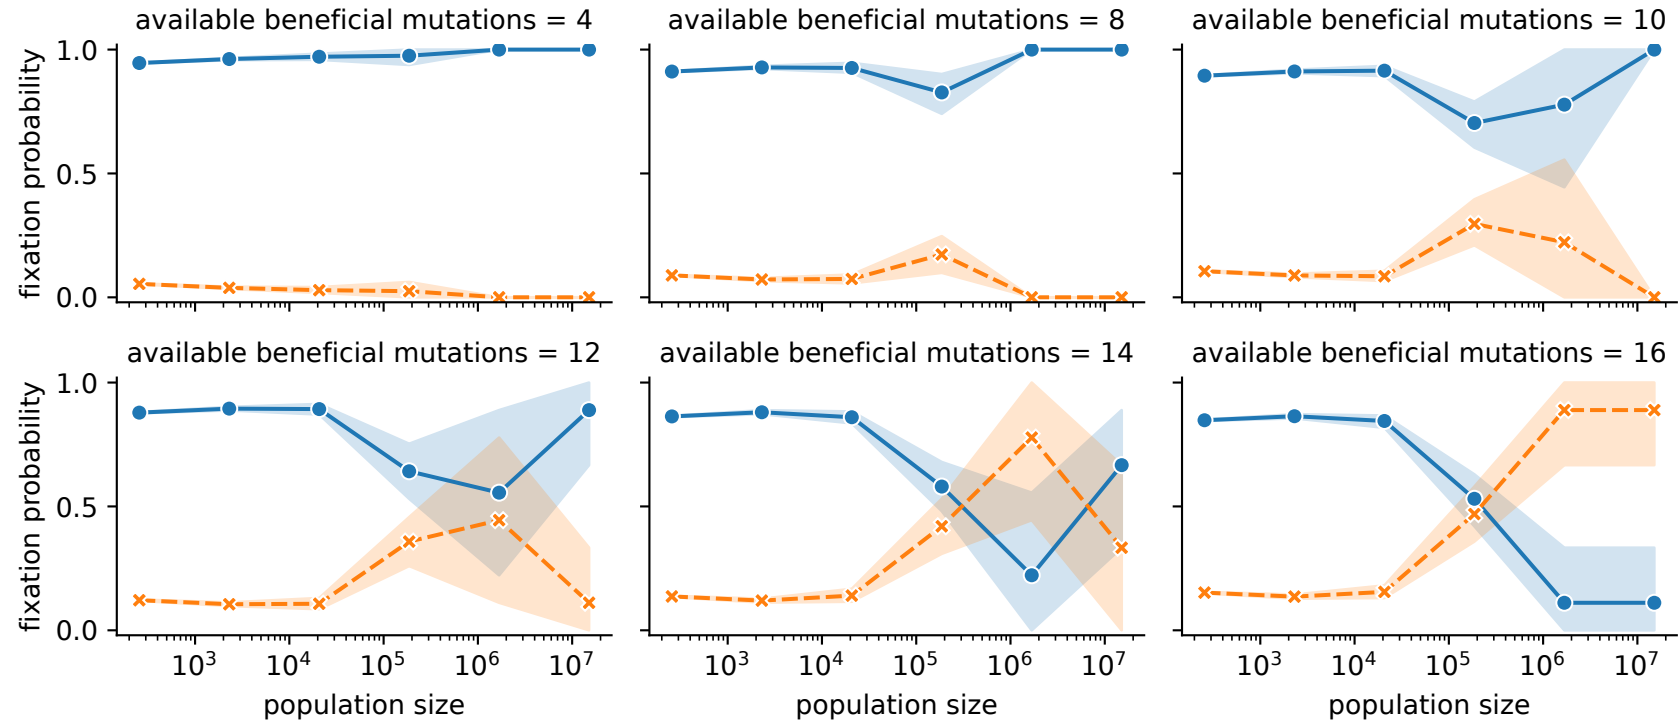 available beneficial mutations = 4
available beneficial mutations = 8
available beneficial mutations = 10
fixation probability
1.0
0.5
0.0
available beneficial mutations = 12
available beneficial mutations = 14
available beneficial mutations = 16
fixation probability
1.0
0.5
0.0
10³ 10⁴ 10⁵ 10⁶ 10⁷
10³ 10⁴ 10⁵ 10⁶ 10⁷
10³ 10⁴ 10⁵ 10⁶ 10⁷
population size
population size
population size